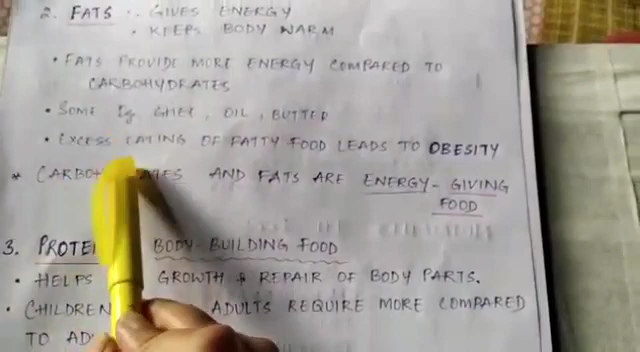 2. FATS : GIVES ENERGY
• KEEPS BODY WARM
• FATS PROVIDE MORE ENERGY COMPARED TO
CARBOHYDRATES
• SOME Eg GHEE, OIL, BUTTER
• EXCESS EATING OF FATTY FOOD LEADS TO OBESITY
* CARBOH ATES AND FATS ARE ENERGY-GIVING
FOOD
3. PROTE BODY-BUILDING FOOD
• HELPS GROWTH & REPAIR OF BODY PARTS.
• CHILDREN ADULTS REQUIRE MORE COMPARED
TO AD